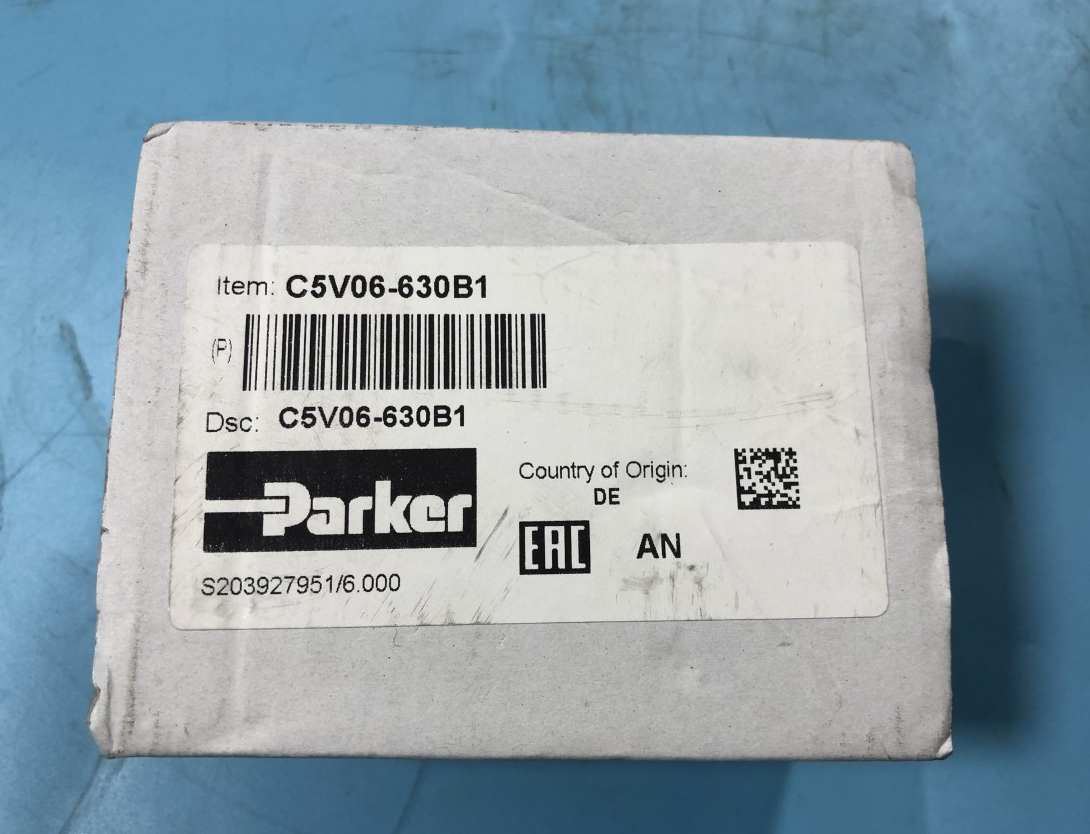 Item: C5V06-630B1
(P)
Dsc: C5V06-630B1
Parker
Country of Origin:
DE
EAC
AN
S203927951/6.000